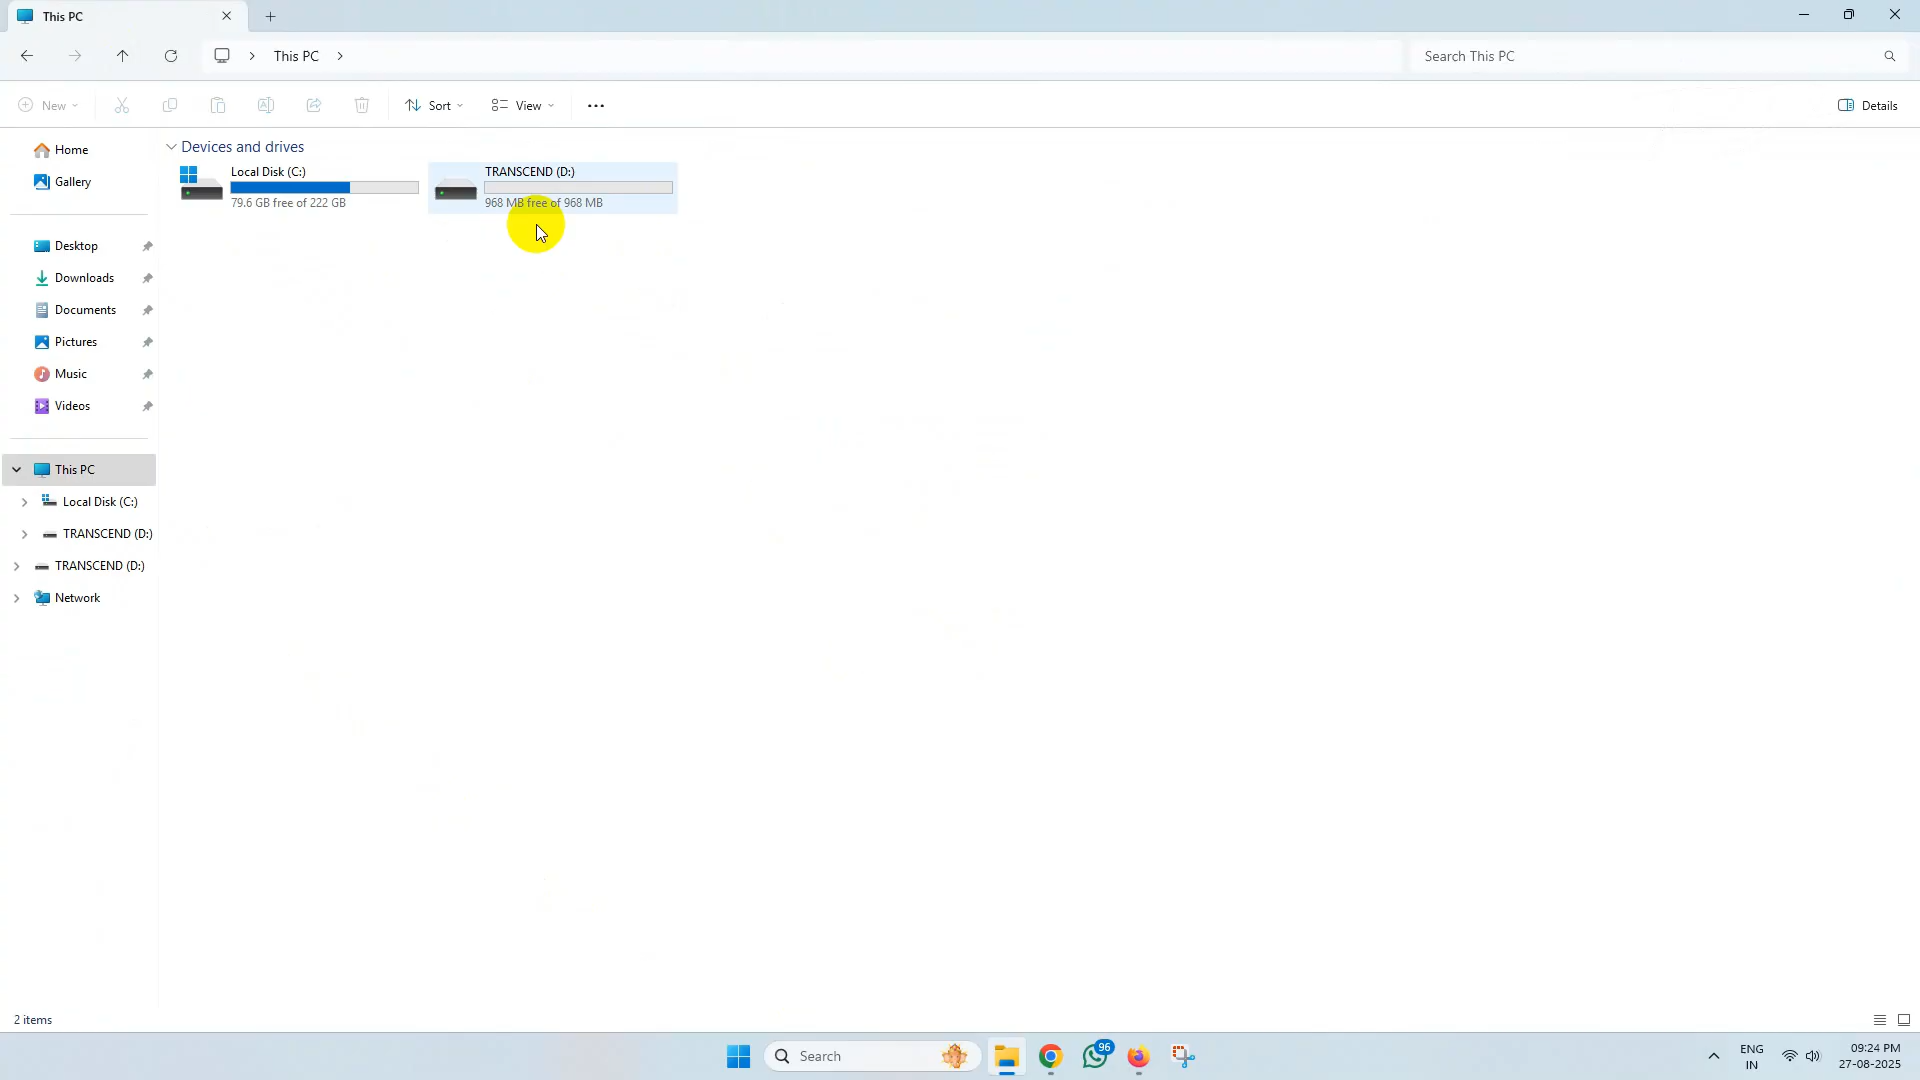 This PC
This PC
Search This PC
New
Sort
View
Details
Home
Gallery
Desktop
Downloads
Documents
Pictures
Music
Videos
This PC
Local Disk (C:)
TRANSCEND (D:)
TRANSCEND (D:)
Network
Devices and drives
Local Disk (C:)
79.6 GB free of 222 GB
TRANSCEND (D:)
968 MB free of 968 MB
2 items
Search
96
ENG
IN
09:24 PM
27-08-2025